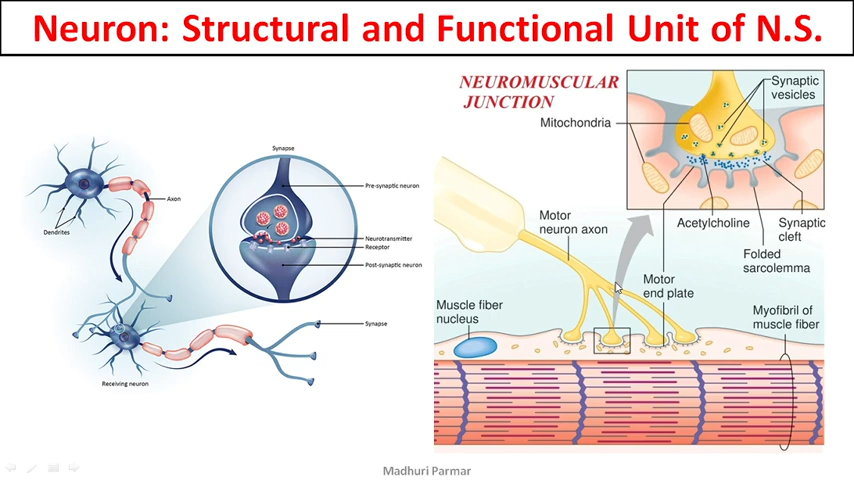 Neuron: Structural and Functional Unit of N.S.
Synapse
Pre-synaptic neuron
Axon
Dendrites
Neurotransmitter
Receptor
Post-synaptic neuron
Synapse
Receiving neuron
NEUROMUSCULAR
JUNCTION
Synaptic
vesicles
Mitochondria
Acetylcholine
Synaptic
cleft
Folded
sarcolemma
Motor
neuron axon
Motor
end plate
Muscle fiber
nucleus
Myofibril of
muscle fiber
Madhuri Parmar